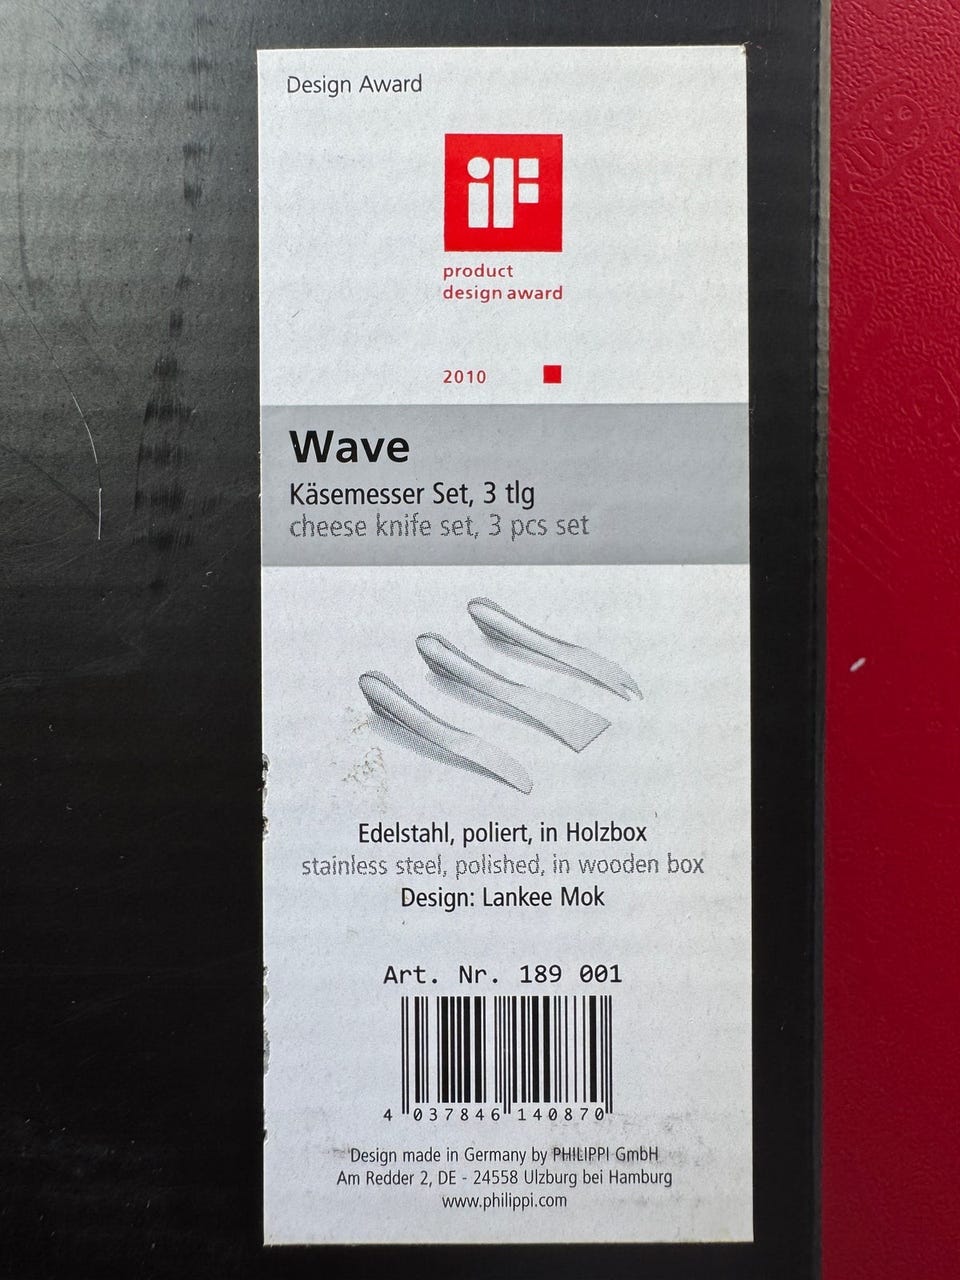 Design Award
iF
product
design award
2010
Wave
Käsemesser Set, 3 tlg
cheese knife set, 3 pcs set
Edelstahl, poliert, in Holzbox
stainless steel, polished, in wooden box
Design: Lankee Mok
Art. Nr. 189 001
4 037846 140870
Design made in Germany by PHILIPPI GmbH
Am Redder 2, DE - 24558 Ulzburg bei Hamburg
www.philippi.com